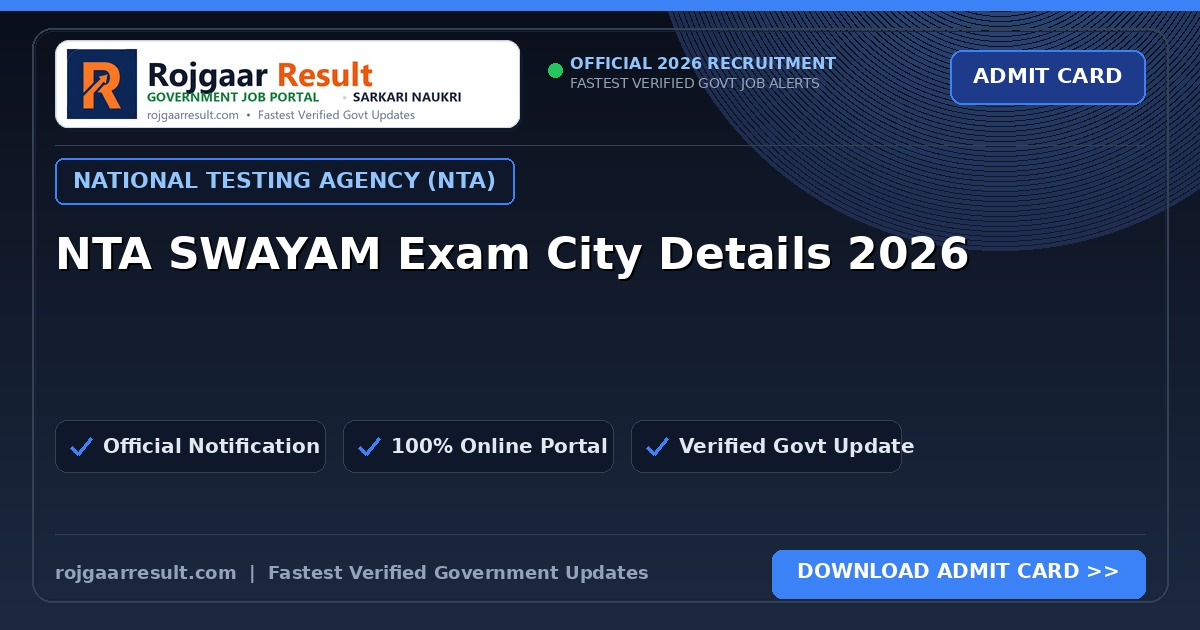 Rojgaar Result
GOVERNMENT JOB PORTAL • SARKARI NAUKRI
rojgaarresult.com • Fastest Verified Govt Updates
OFFICIAL 2026 RECRUITMENT
FASTEST VERIFIED GOVT JOB ALERTS
ADMIT CARD
NATIONAL TESTING AGENCY (NTA)
NTA SWAYAM Exam City Details 2026
Official Notification
100% Online Portal
Verified Govt Update
rojgaarresult.com | Fastest Verified Government Updates
DOWNLOAD ADMIT CARD >>